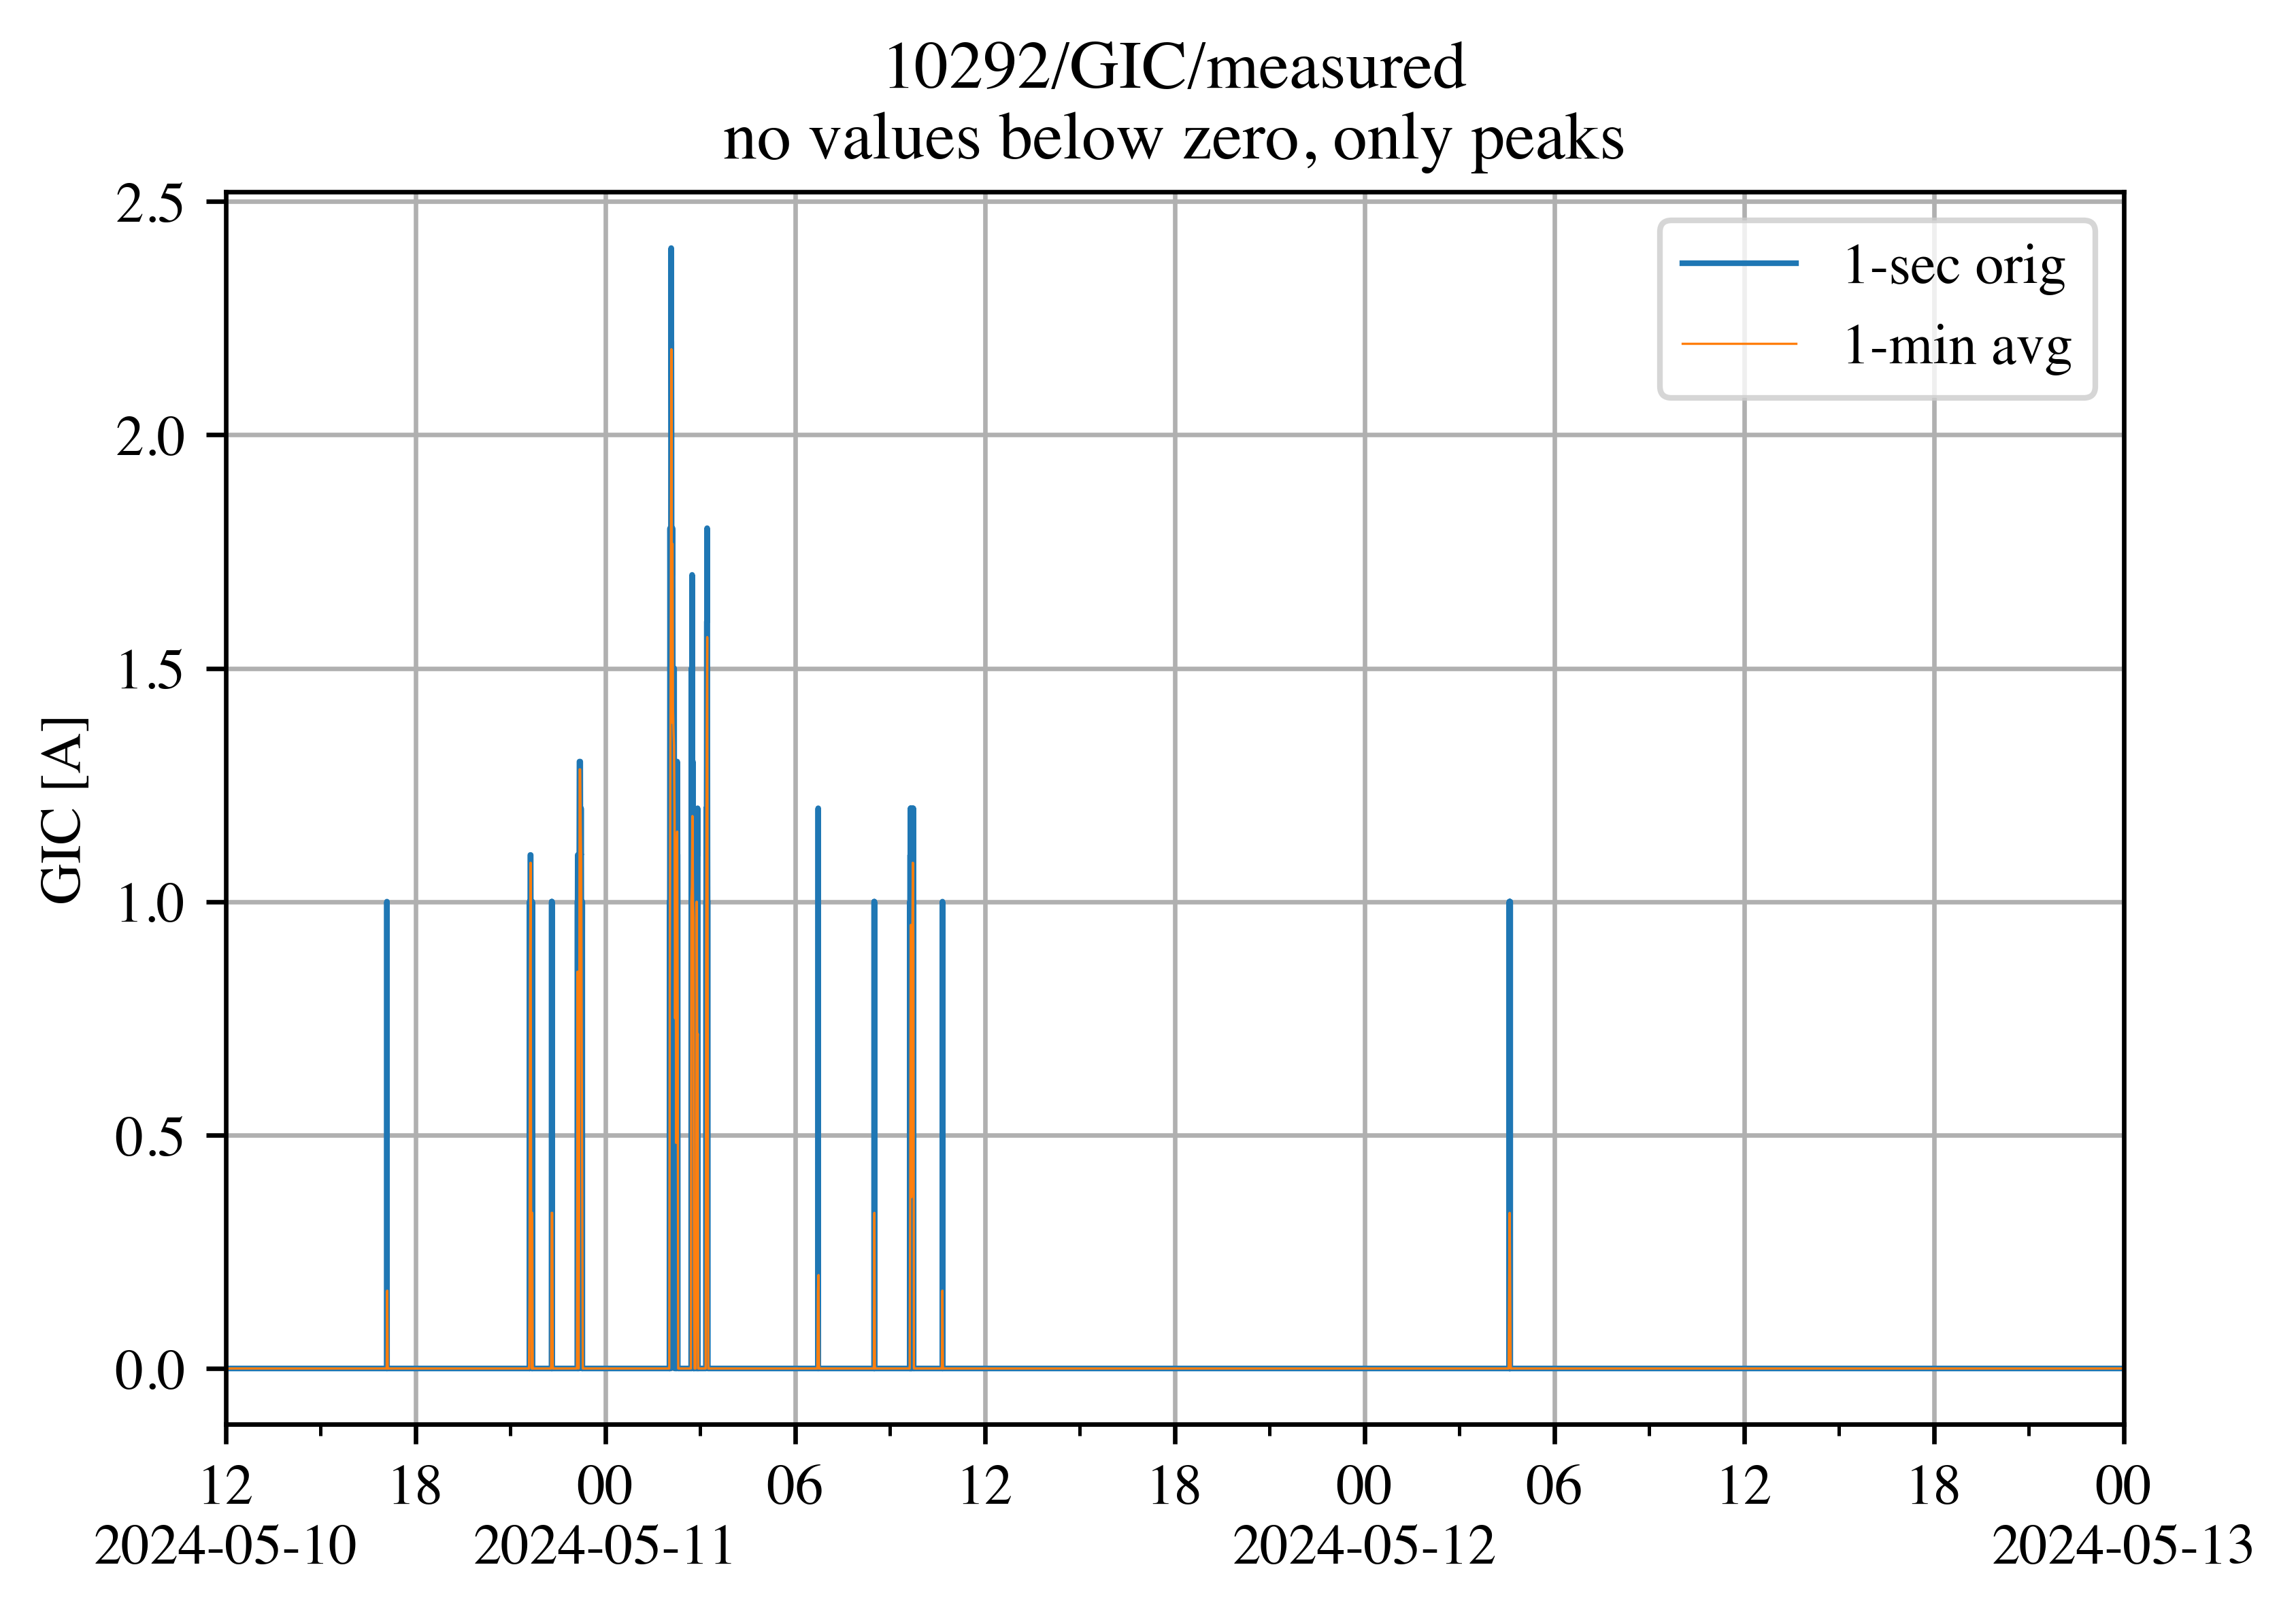 10292/GIC/measured
no values below zero, only peaks
2.5
2.0
1.5
1.0
0.5
0.0
GIC [A]
1-sec orig
1-min avg
12 18 00 06 12 18 00 06 12 18 00
2024-05-10 2024-05-11 2024-05-12 2024-05-13